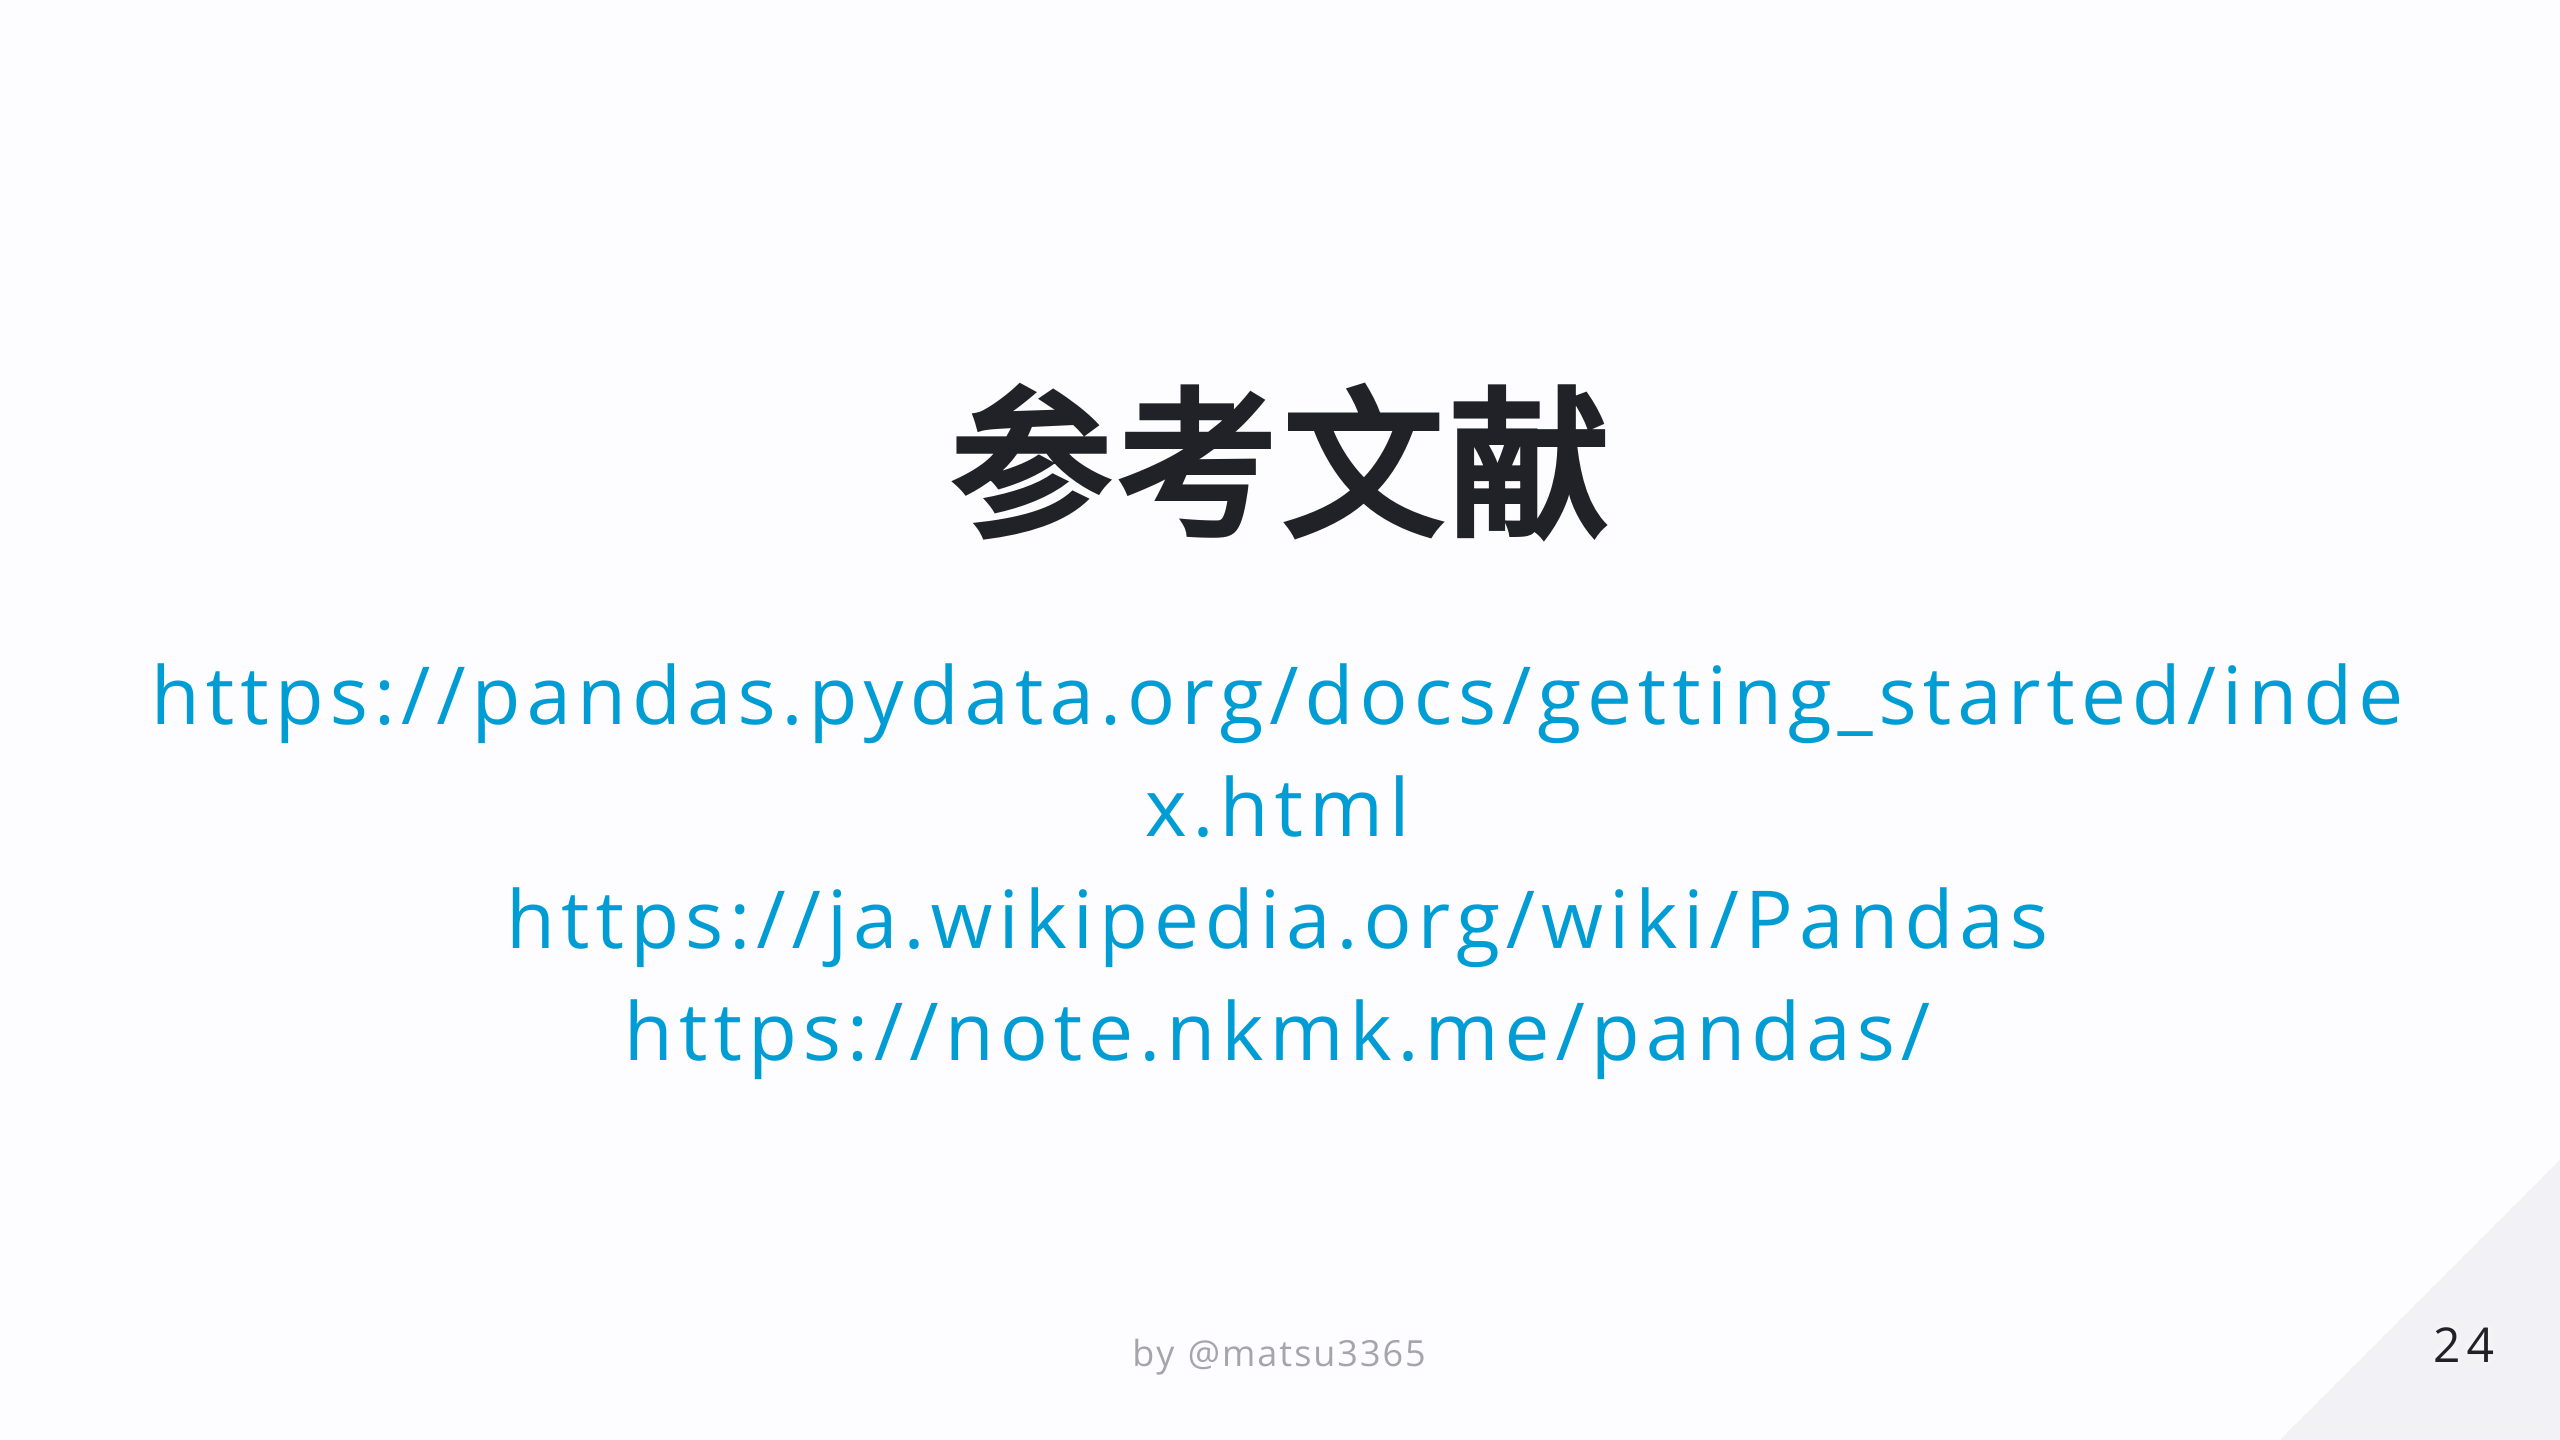 参考文献
https://pandas.pydata.org/docs/getting_started/inde
x.html
https://ja.wikipedia.org/wiki/Pandas
https://note.nkmk.me/pandas/
by @matsu3365
24